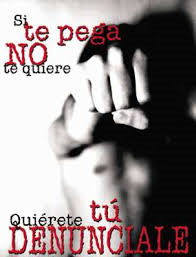 Si
te pega
NO
te quiere
Quiérete tú
DENUNCIALE